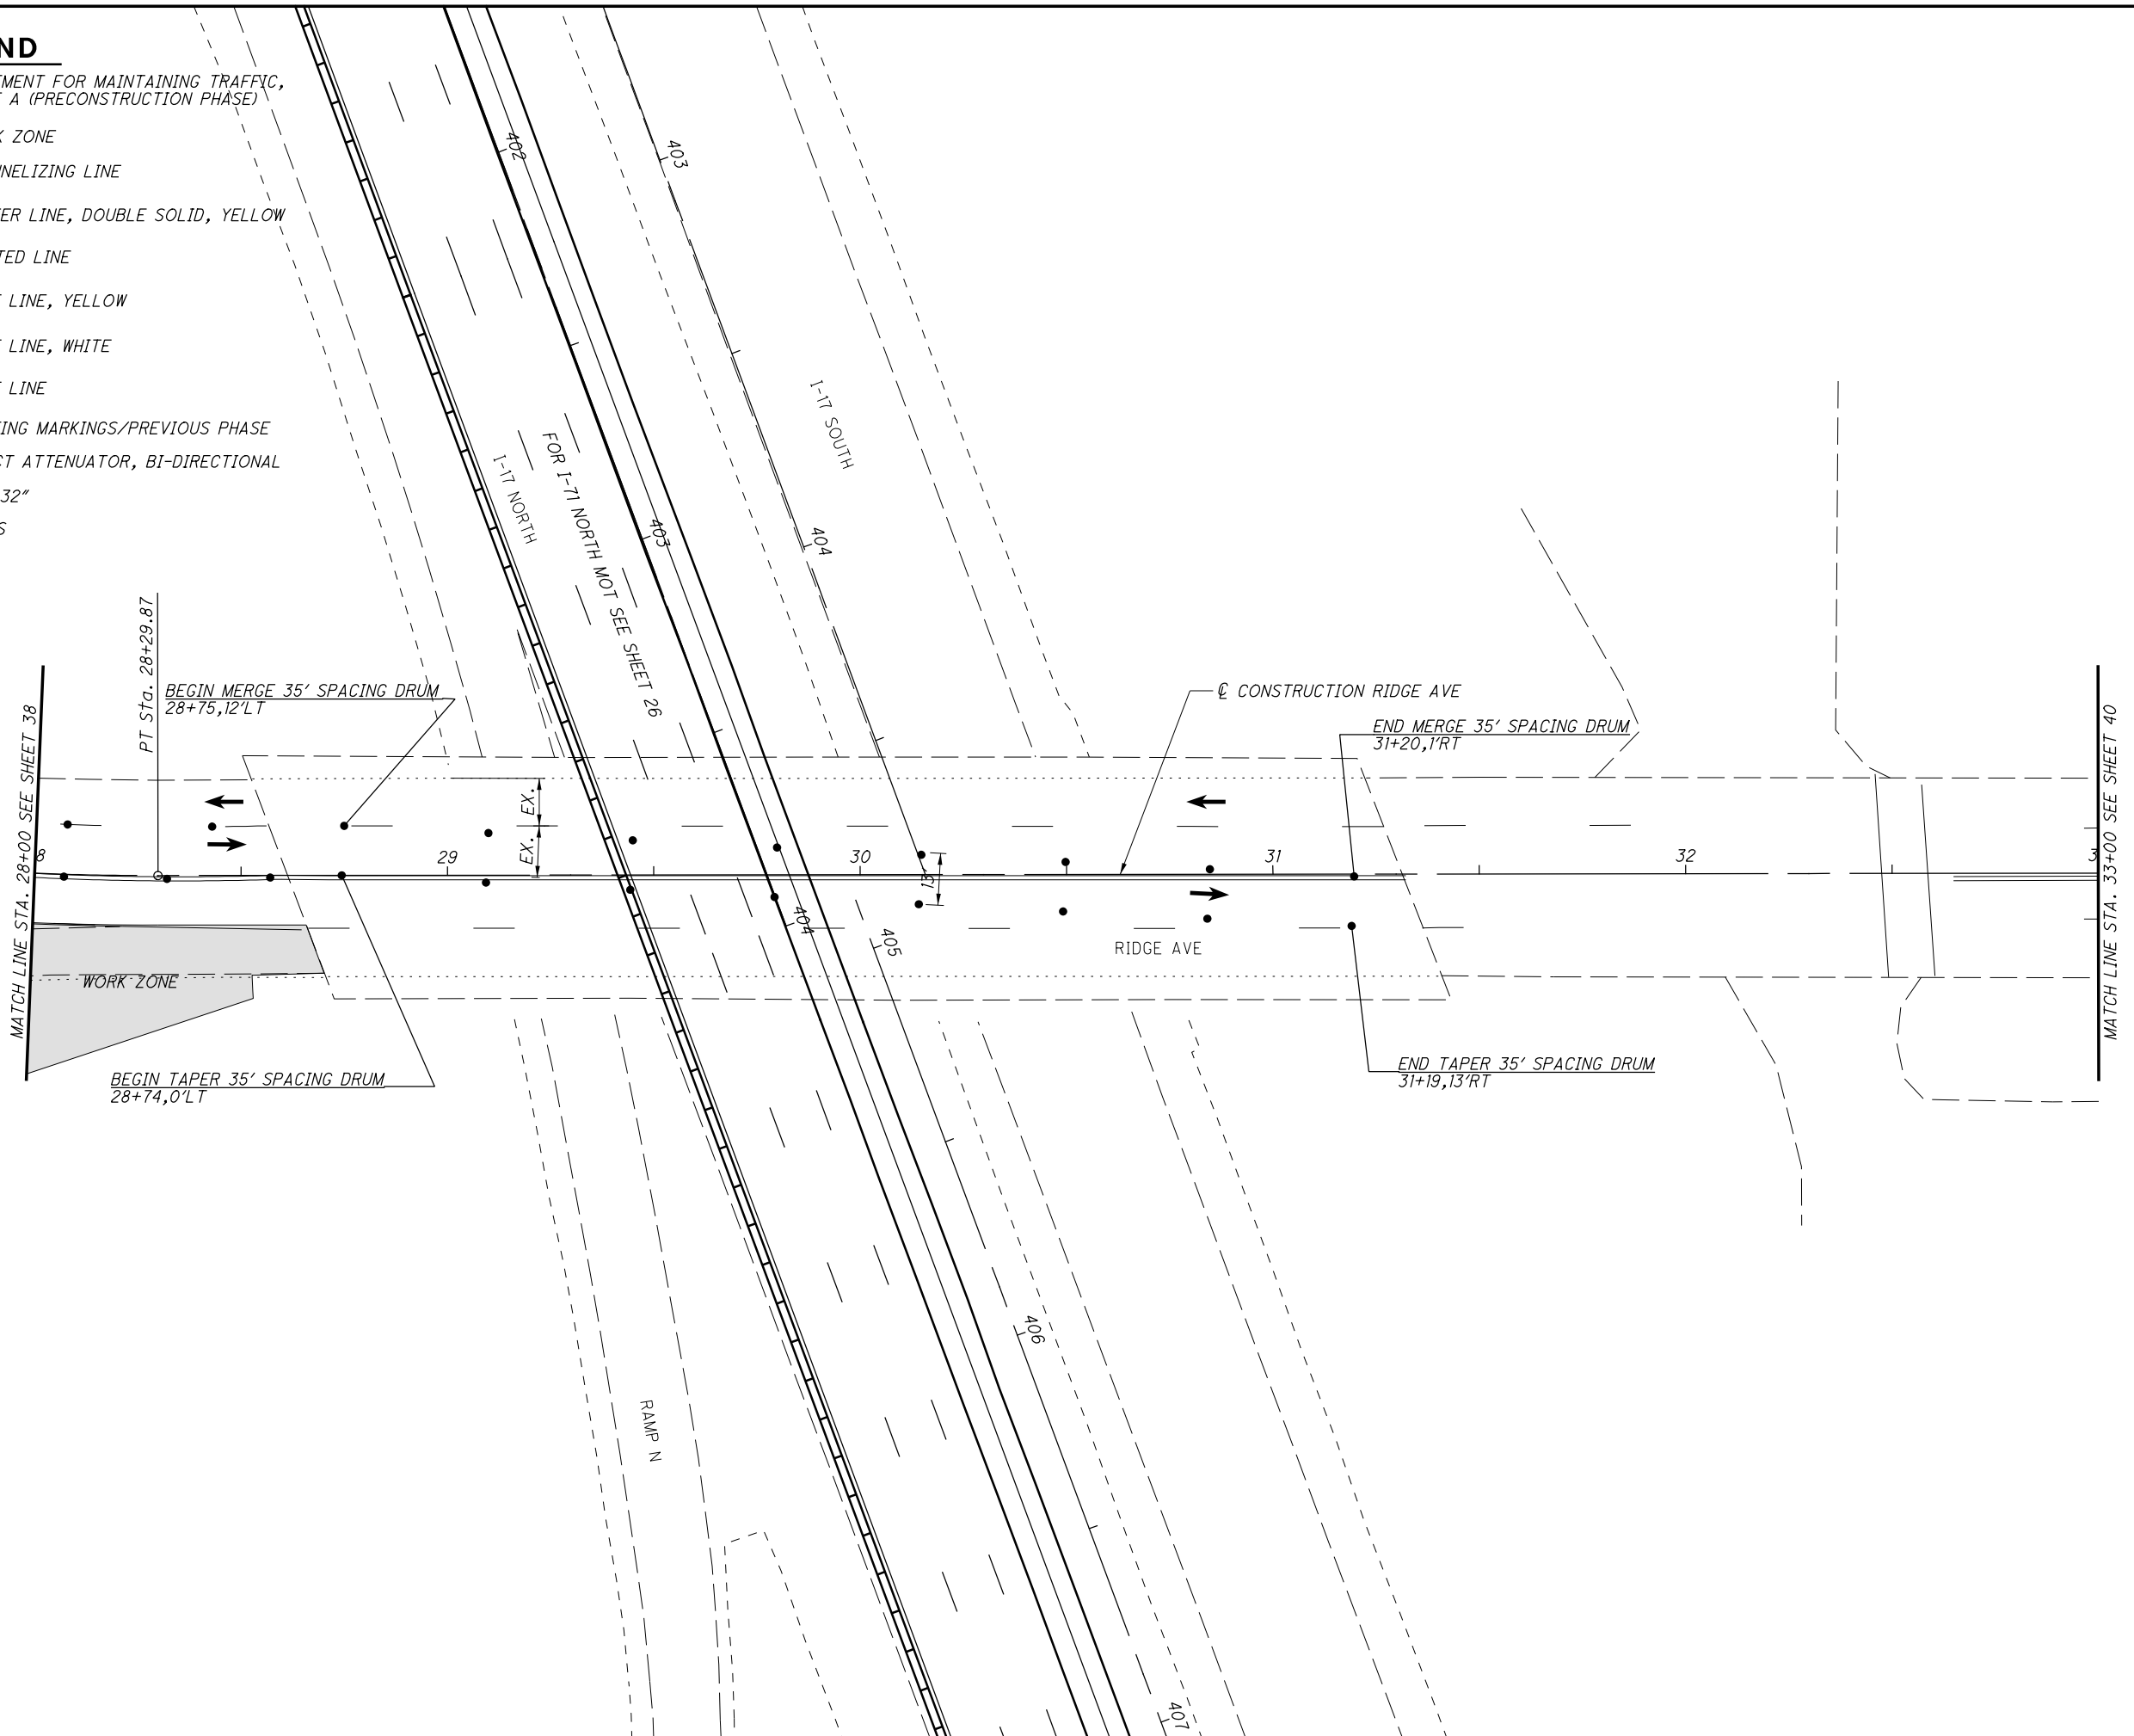 ND
TMENT FOR MAINTAINING TRAFFIC,
A (PRECONSTRUCTION PHASE)
K ZONE
NNELIZING LINE
ER LINE, DOUBLE SOLID, YELLOW
TED LINE
LINE, YELLOW
LINE, WHITE
LINE
ING MARKINGS/PREVIOUS PHASE
CT ATTENUATOR, BI-DIRECTIONAL
32"
S
402
403
I-17 SOUTH
I-17 NORTH
FOR I-71 NORTH MOT SEE SHEET 26
403
404
PT Sta. 28+29.87
MATCH LINE STA. 28+00 SEE SHEET 38
BEGIN MERGE 35' SPACING DRUM
28+75,12'LT
℄ CONSTRUCTION RIDGE AVE
END MERGE 35' SPACING DRUM
31+20,1'RT
MATCH LINE STA. 33+00 SEE SHEET 40
EX.
EX.
8
29
30
31
32
3
13'
404
405
RIDGE AVE
WORK ZONE
BEGIN TAPER 35' SPACING DRUM
28+74,0'LT
END TAPER 35' SPACING DRUM
31+19,13'RT
406
RAMP N
407